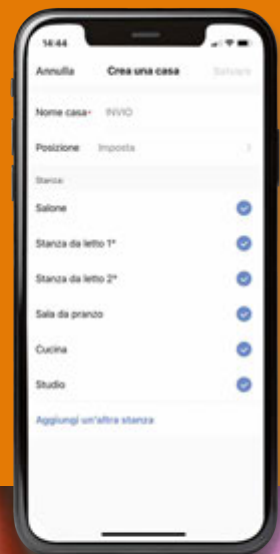 14:44
Annulla Crea una casa Salvare
Nome casa* INVIO
Posizione Imposta
Stanza:
Salone
Stanza da letto 1°
Stanza da letto 2°
Sala da pranzo
Cucina
Studio
Aggiungi un'altra stanza